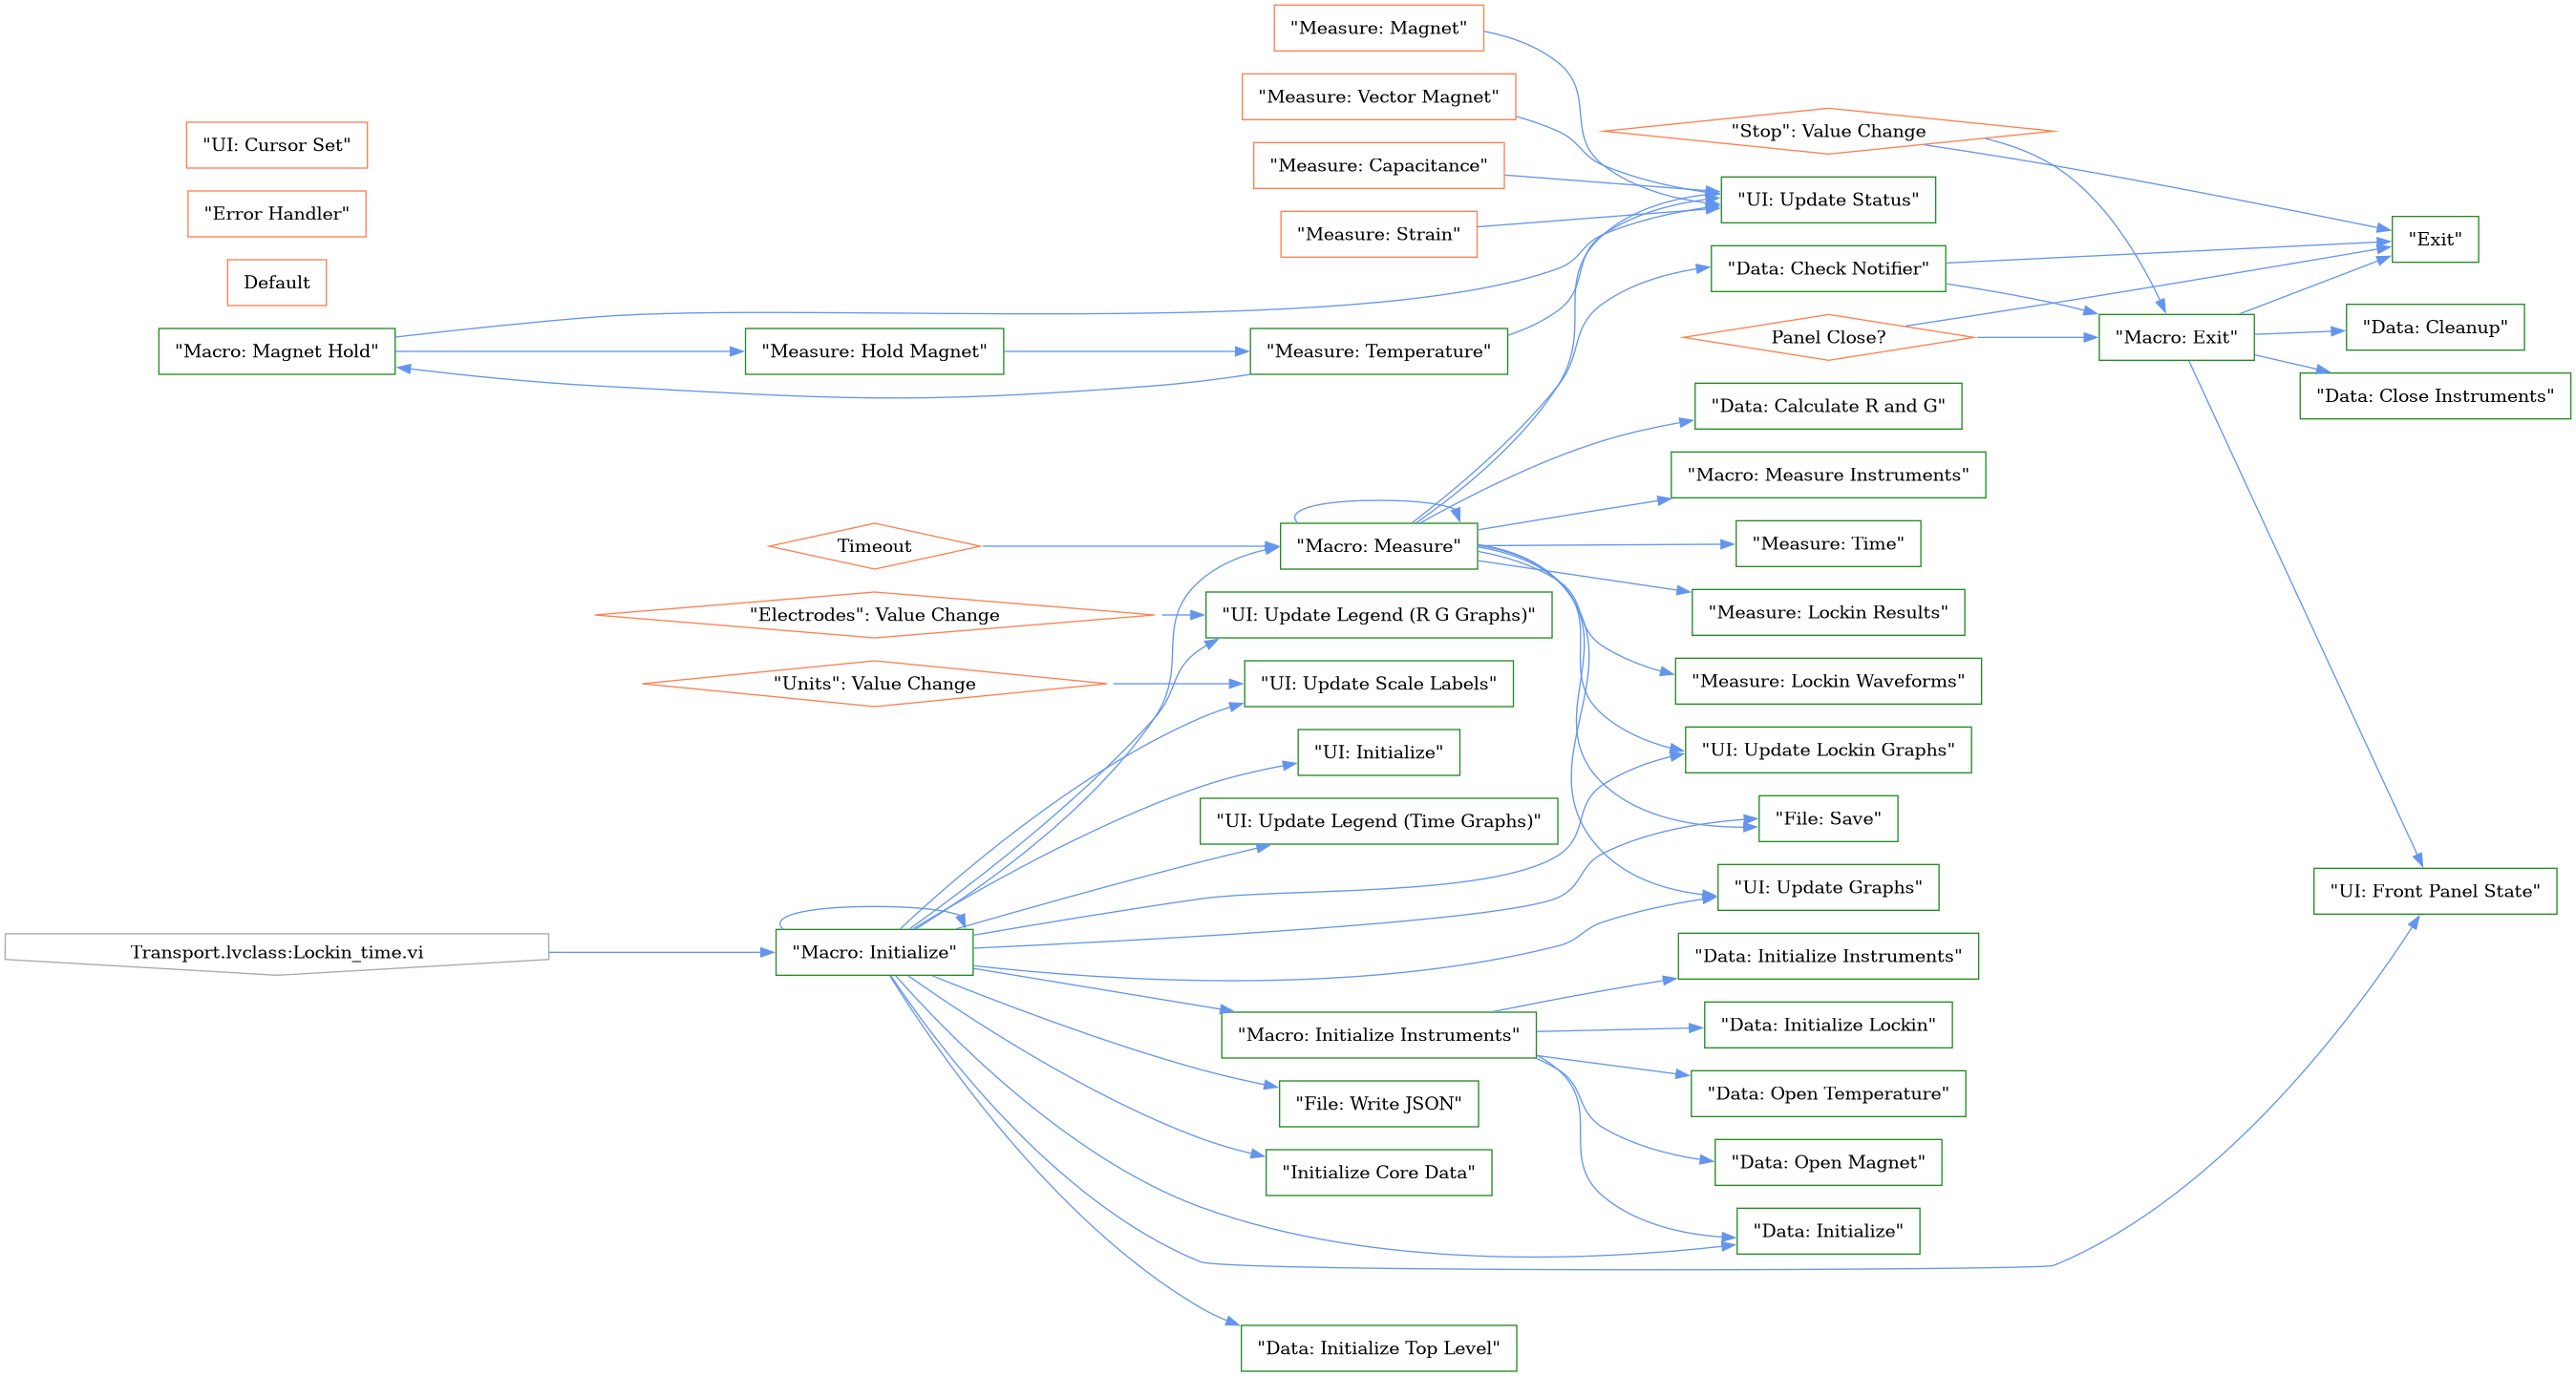 "Measure: Magnet"
"Measure: Vector Magnet"
"Stop": Value Change
"UI: Cursor Set"
"Measure: Capacitance"
"UI: Update Status"
"Error Handler"
"Measure: Strain"
"Exit"
"Data: Check Notifier"
Default
"Data: Cleanup"
Panel Close?
"Macro: Exit"
"Macro: Magnet Hold"
"Measure: Hold Magnet"
"Measure: Temperature"
"Data: Close Instruments"
"Data: Calculate R and G"
"Macro: Measure Instruments"
Timeout
"Macro: Measure"
"Measure: Time"
"Electrodes": Value Change
"UI: Update Legend (R G Graphs)"
"Measure: Lockin Results"
"Units": Value Change
"UI: Update Scale Labels"
"Measure: Lockin Waveforms"
"UI: Initialize"
"UI: Update Lockin Graphs"
"UI: Update Legend (Time Graphs)"
"File: Save"
"UI: Update Graphs"
"UI: Front Panel State"
Transport.lvclass:Lockin_time.vi
"Macro: Initialize"
"Data: Initialize Instruments"
"Macro: Initialize Instruments"
"Data: Initialize Lockin"
"File: Write JSON"
"Data: Open Temperature"
"Initialize Core Data"
"Data: Open Magnet"
"Data: Initialize"
"Data: Initialize Top Level"